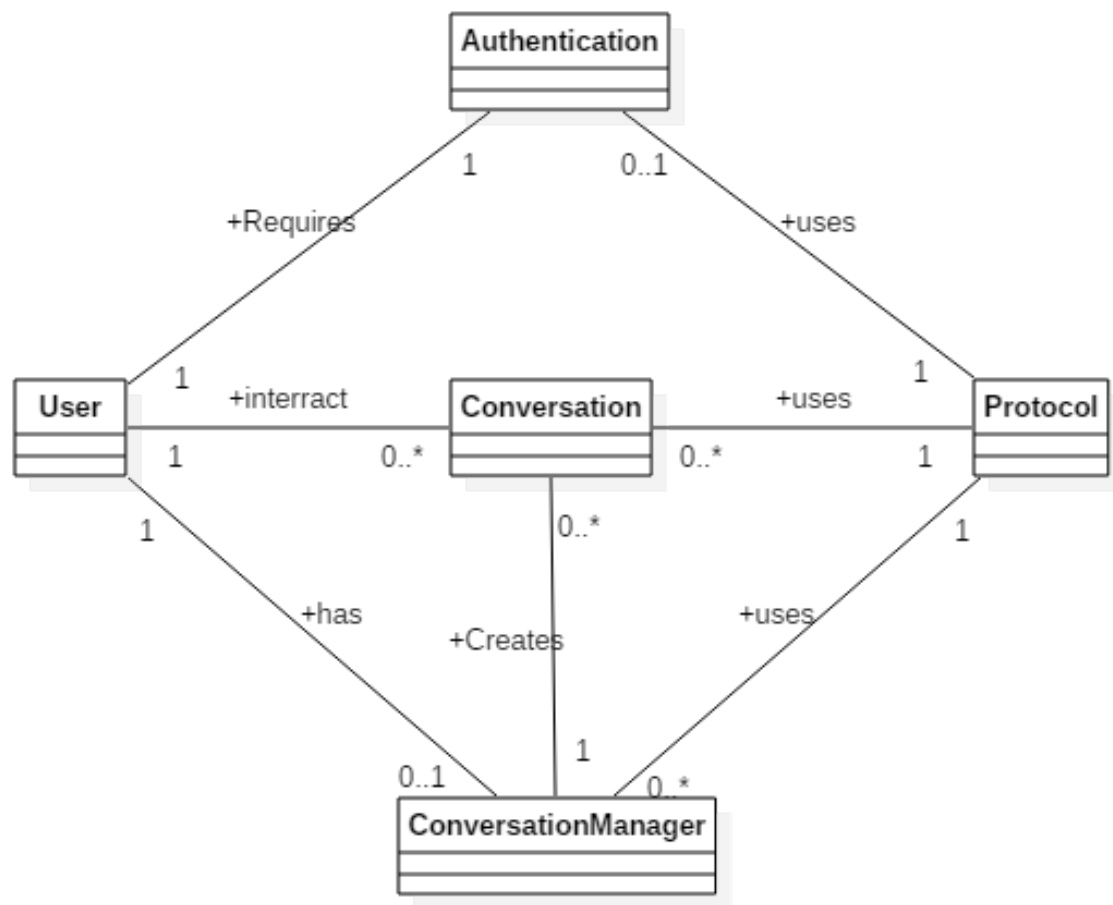 Authentication
1
0..1
+Requires
+uses
1
1
User
+interract
Conversation
+uses
Protocol
1
0..*
0..*
1
1
0..*
1
+has
+Creates
+uses
0..1
1
0..*
ConversationManager